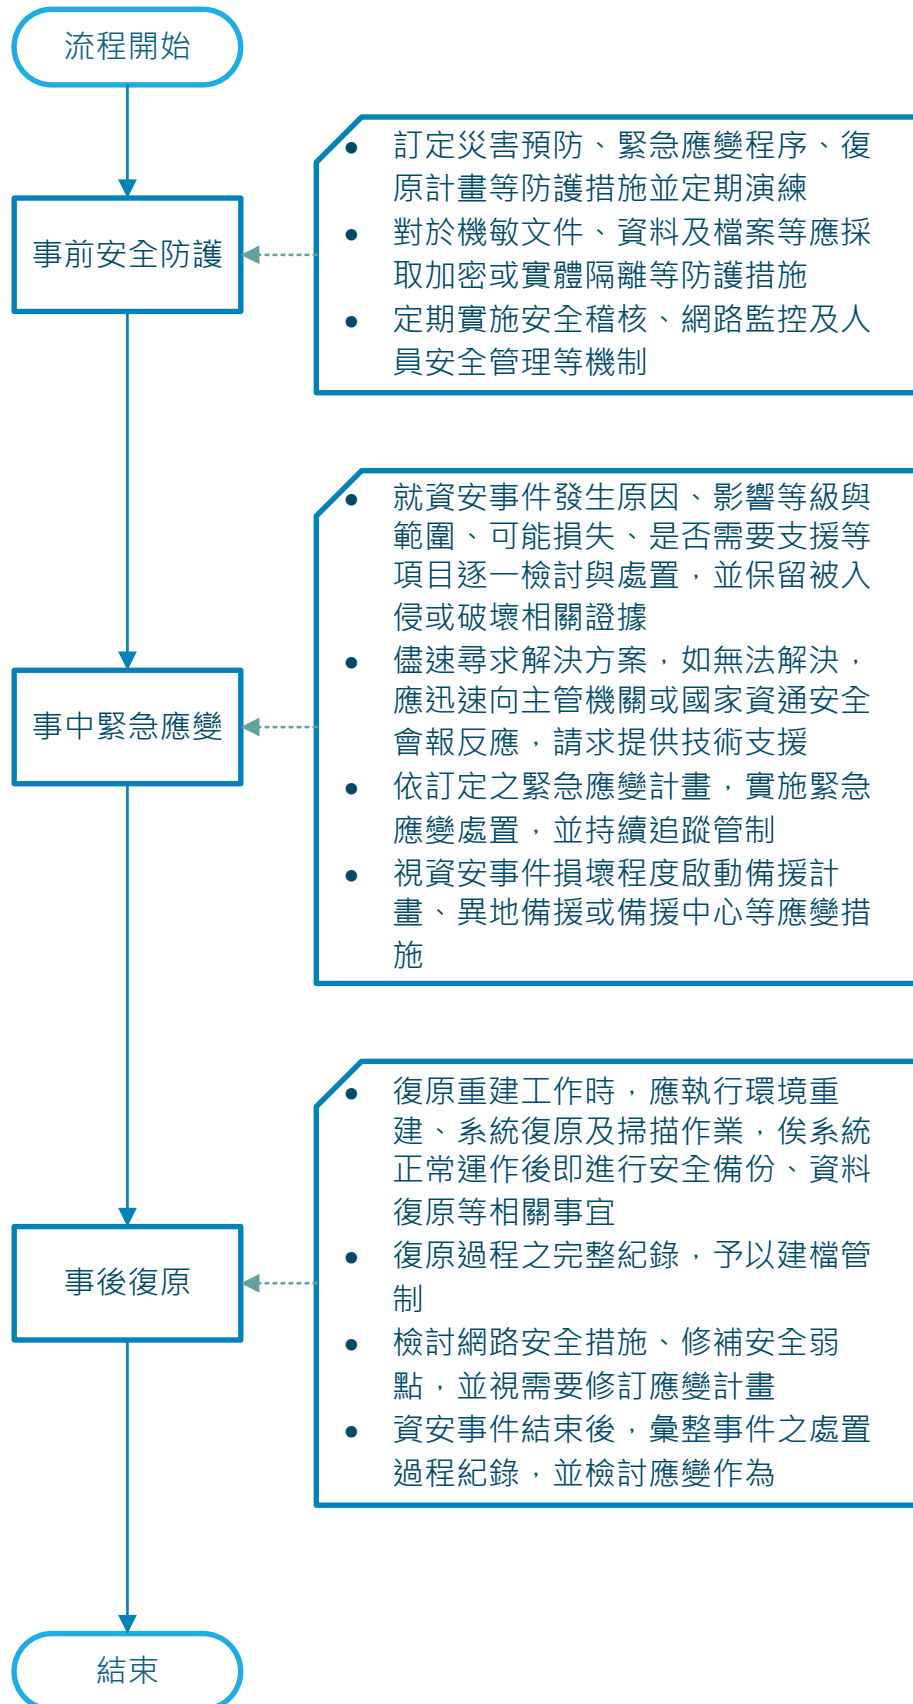 流程開始
事前安全防護
● 訂定災害預防、緊急應變程序、復
原計畫等防護措施並定期演練
● 對於機敏文件、資料及檔案等應採
取加密或實體隔離等防護措施
● 定期實施安全稽核、網路監控及人
員安全管理等機制
事中緊急應變
● 就資安事件發生原因、影響等級與
範圍、可能損失、是否需要支援等
項目逐一檢討與處置，並保留被入
侵或破壞相關證據
● 儘速尋求解決方案，如無法解決，
應迅速向主管機關或國家資通安全
會報反應，請求提供技術支援
● 依訂定之緊急應變計畫，實施緊急
應變處置，並持續追蹤管制
● 視資安事件損壞程度啟動備援計
畫、異地備援或備援中心等應變措
施
事後復原
● 復原重建工作時，應執行環境重
建、系統復原及掃描作業，俟系統
正常運作後即進行安全備份、資料
復原等相關事宜
● 復原過程之完整紀錄，予以建檔管
制
● 檢討網路安全措施、修補安全弱
點，並視需要修訂應變計畫
● 資安事件結束後，彙整事件之處置
過程紀錄，並檢討應變作為
結束